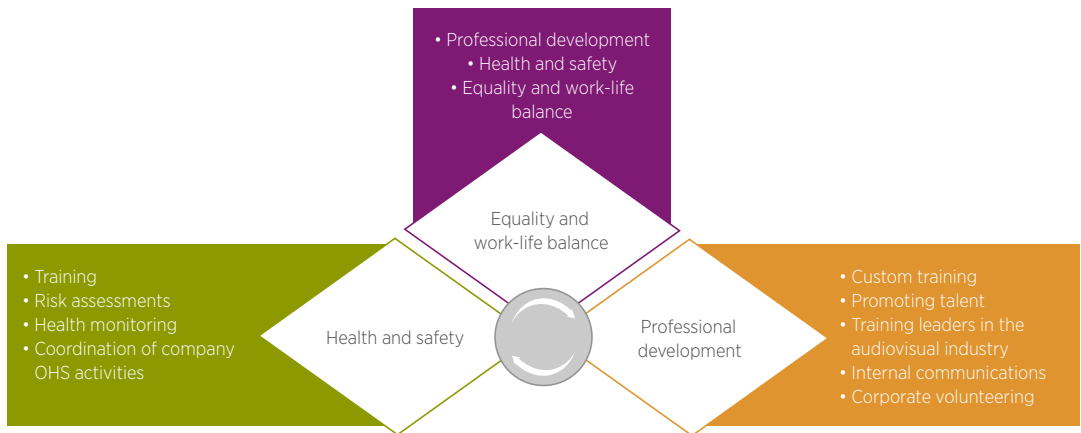 • Professional development
• Health and safety
• Equality and work-life
balance
Equality and
work-life balance
• Training
• Risk assessments
• Health monitoring
• Coordination of company
OHS activities
Health and safety
Professional
development
• Custom training
• Promoting talent
• Training leaders in the
audiovisual industry
• Internal communications
• Corporate volunteering